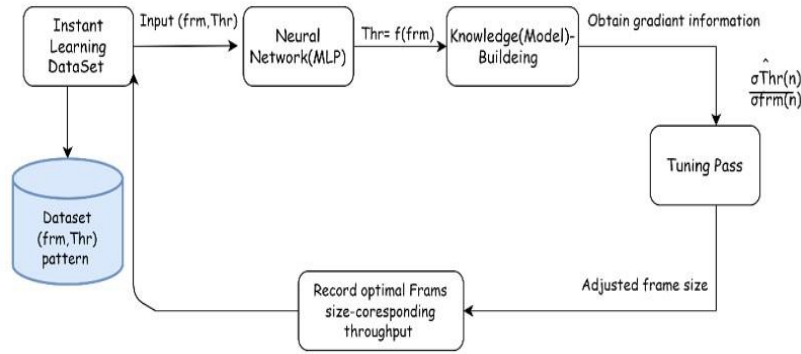 Instant
Learning
DataSet
Input (frm,Thr)
Neural
Network(MLP)
Thr= f(frm)
Knowledge(Model)-
Buildeing
Obtain gradiant information
σThr(n)
σfrm(n)
Tuning Pass
Dataset
(frm,Thr)
pattern
Adjusted frame size
Record optimal Frams
size-coresponding
throughput